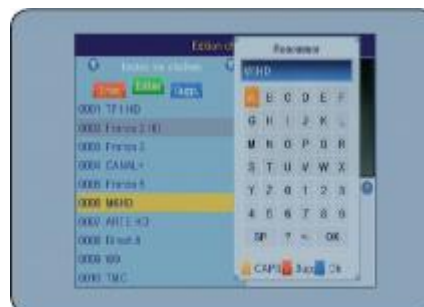 Edition
Renommer
M6HD
Editer
Supp.
A B C D E F
0001 TF1 HD
0002 France 2 HD
G H I J K L
0003 France 3
M N O P Q R
0004 CANAL+
S T U V W X
0005 France 5
Y Z 0 1 2 3
0006 M6HD
4 5 6 7 8 9
0007 ARTE HD
0008 Direct 8
SP ? <- OK
0009 W9
CAPS Supp Ok
0010 TMC